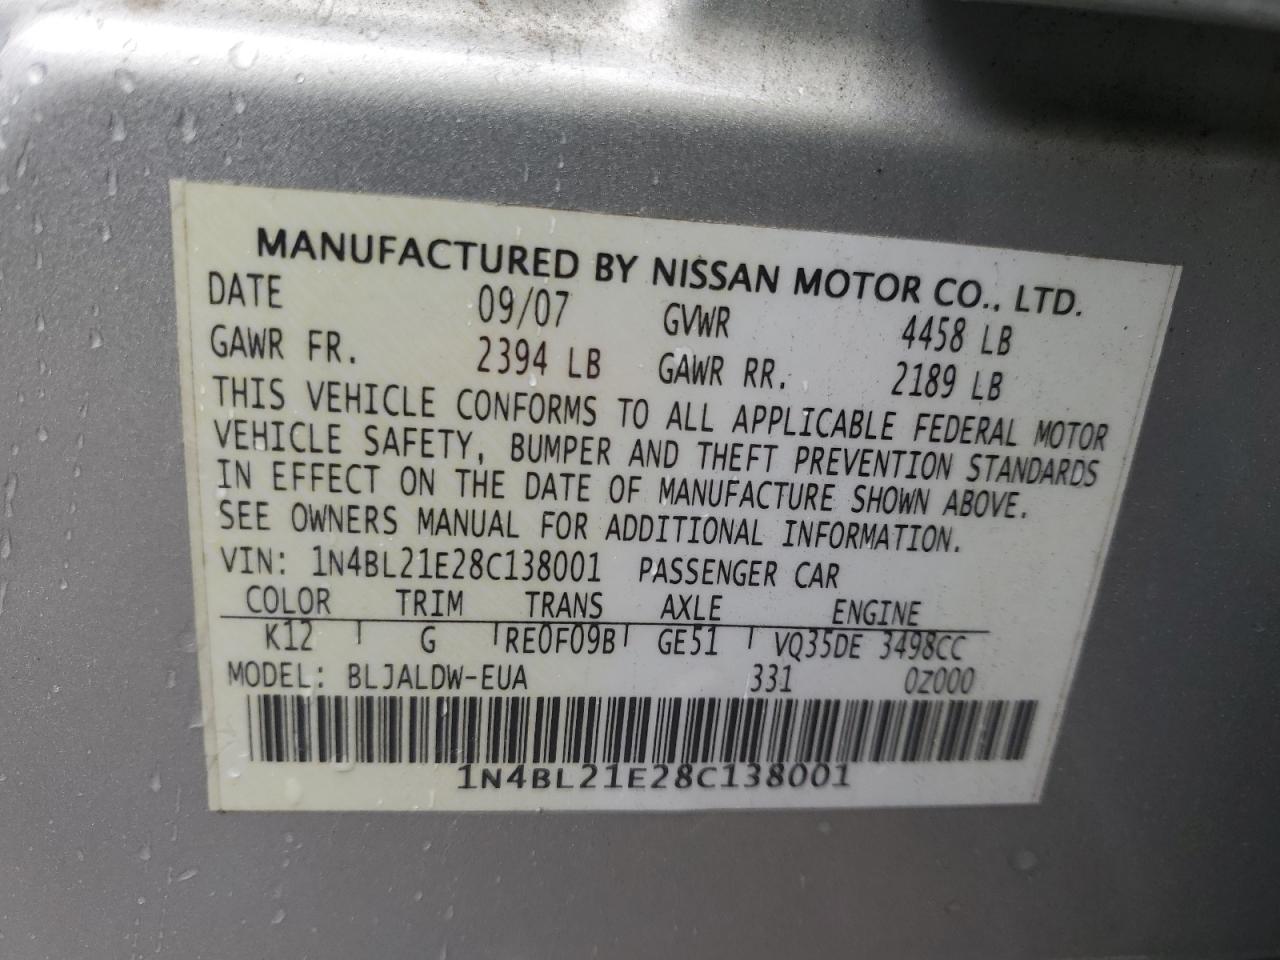 MANUFACTURED BY NISSAN MOTOR CO., LTD.
DATE 09/07 GVWR 4458 LB
GAWR FR. 2394 LB GAWR RR. 2189 LB
THIS VEHICLE CONFORMS TO ALL APPLICABLE FEDERAL MOTOR
VEHICLE SAFETY, BUMPER AND THEFT PREVENTION STANDARDS
IN EFFECT ON THE DATE OF MANUFACTURE SHOWN ABOVE.
SEE OWNERS MANUAL FOR ADDITIONAL INFORMATION.
VIN: 1N4BL21E28C138001 PASSENGER CAR
COLOR TRIM TRANS AXLE ENGINE
K12 G RE0F09B GE51 VQ35DE 3498CC
MODEL: BLJALDW-EUA 331 0Z000
1N4BL21E28C138001